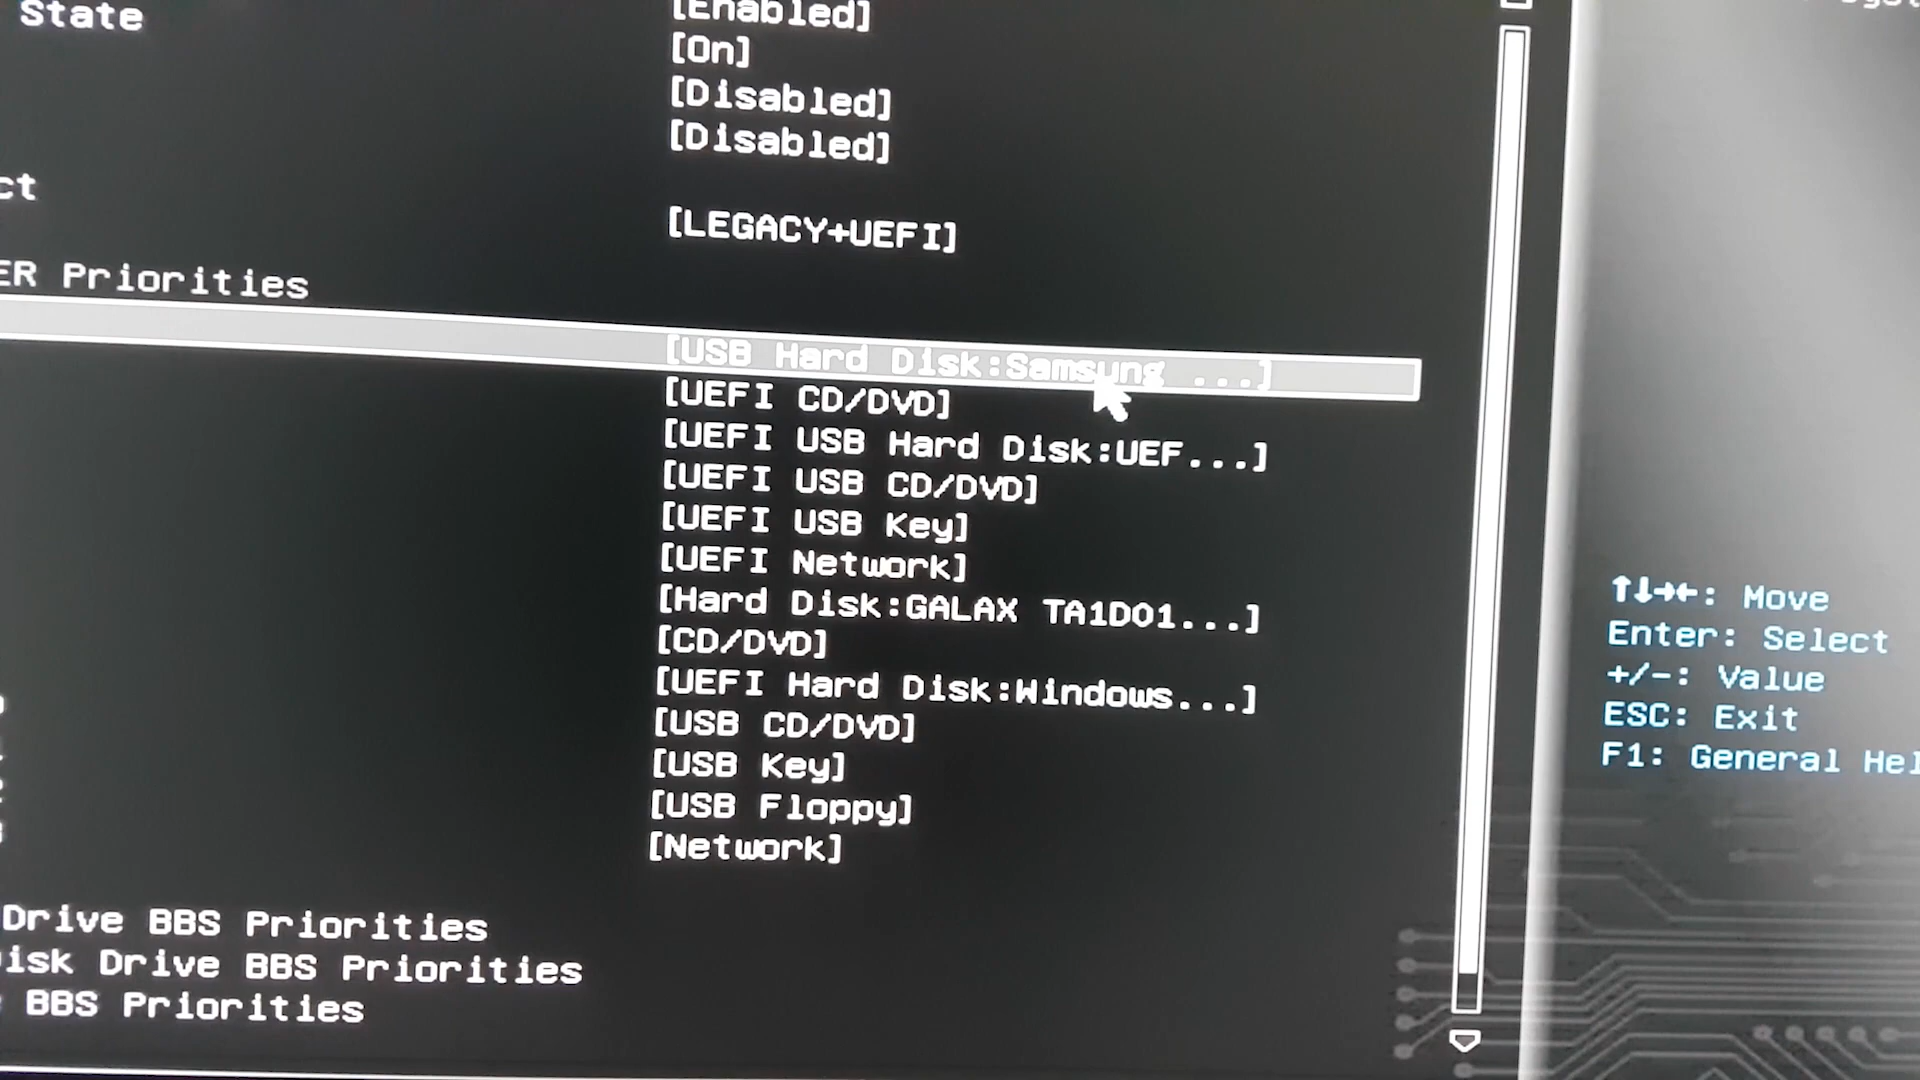 State [Enabled]
[On]
[Disabled]
[Disabled]
ct
[LEGACY+UEFI]
ER Priorities
[USB Hard Disk:Samsung ...]
[UEFI CD/DVD]
[UEFI USB Hard Disk:UEF...]
[UEFI USB CD/DVD]
[UEFI USB Key]
[UEFI Network]
[Hard Disk:GALAX TA1D01...]
[CD/DVD]
[UEFI Hard Disk:Windows...]
[USB CD/DVD]
[USB Key]
[USB Floppy]
[Network]
Drive BBS Priorities
isk Drive BBS Priorities
BBS Priorities
↑↓→←: Move
Enter: Select
+/-: Value
ESC: Exit
F1: General Hel